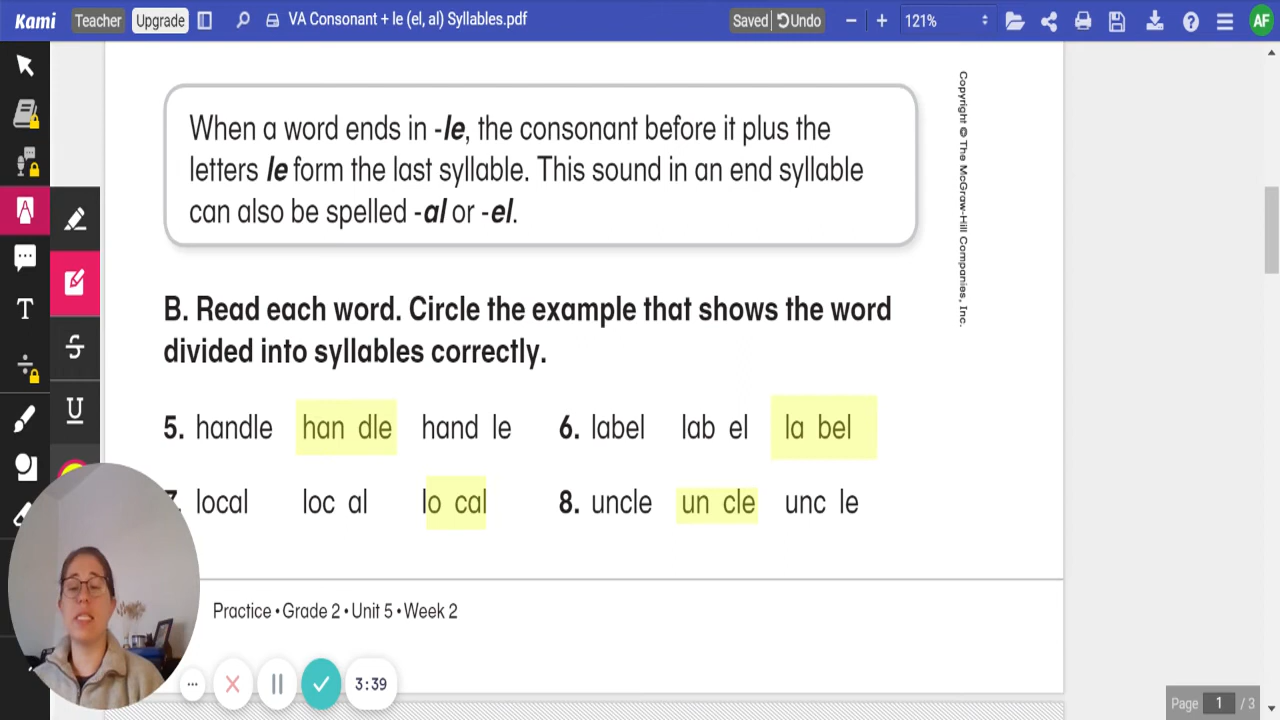 Kami Teacher Upgrade VA Consonant + le (el, al) Syllables.pdf Saved Undo 121% AF
When a word ends in -le, the consonant before it plus the
letters le form the last syllable. This sound in an end syllable
can also be spelled -al or -el.
Copyright © The McGraw-Hill Companies, Inc.
B. Read each word. Circle the example that shows the word
divided into syllables correctly.
5. handle han dle hand le 6. label lab el la bel
local loc al lo cal 8. uncle un cle unc le
Practice • Grade 2 • Unit 5 • Week 2
3:39
Page 1 / 3